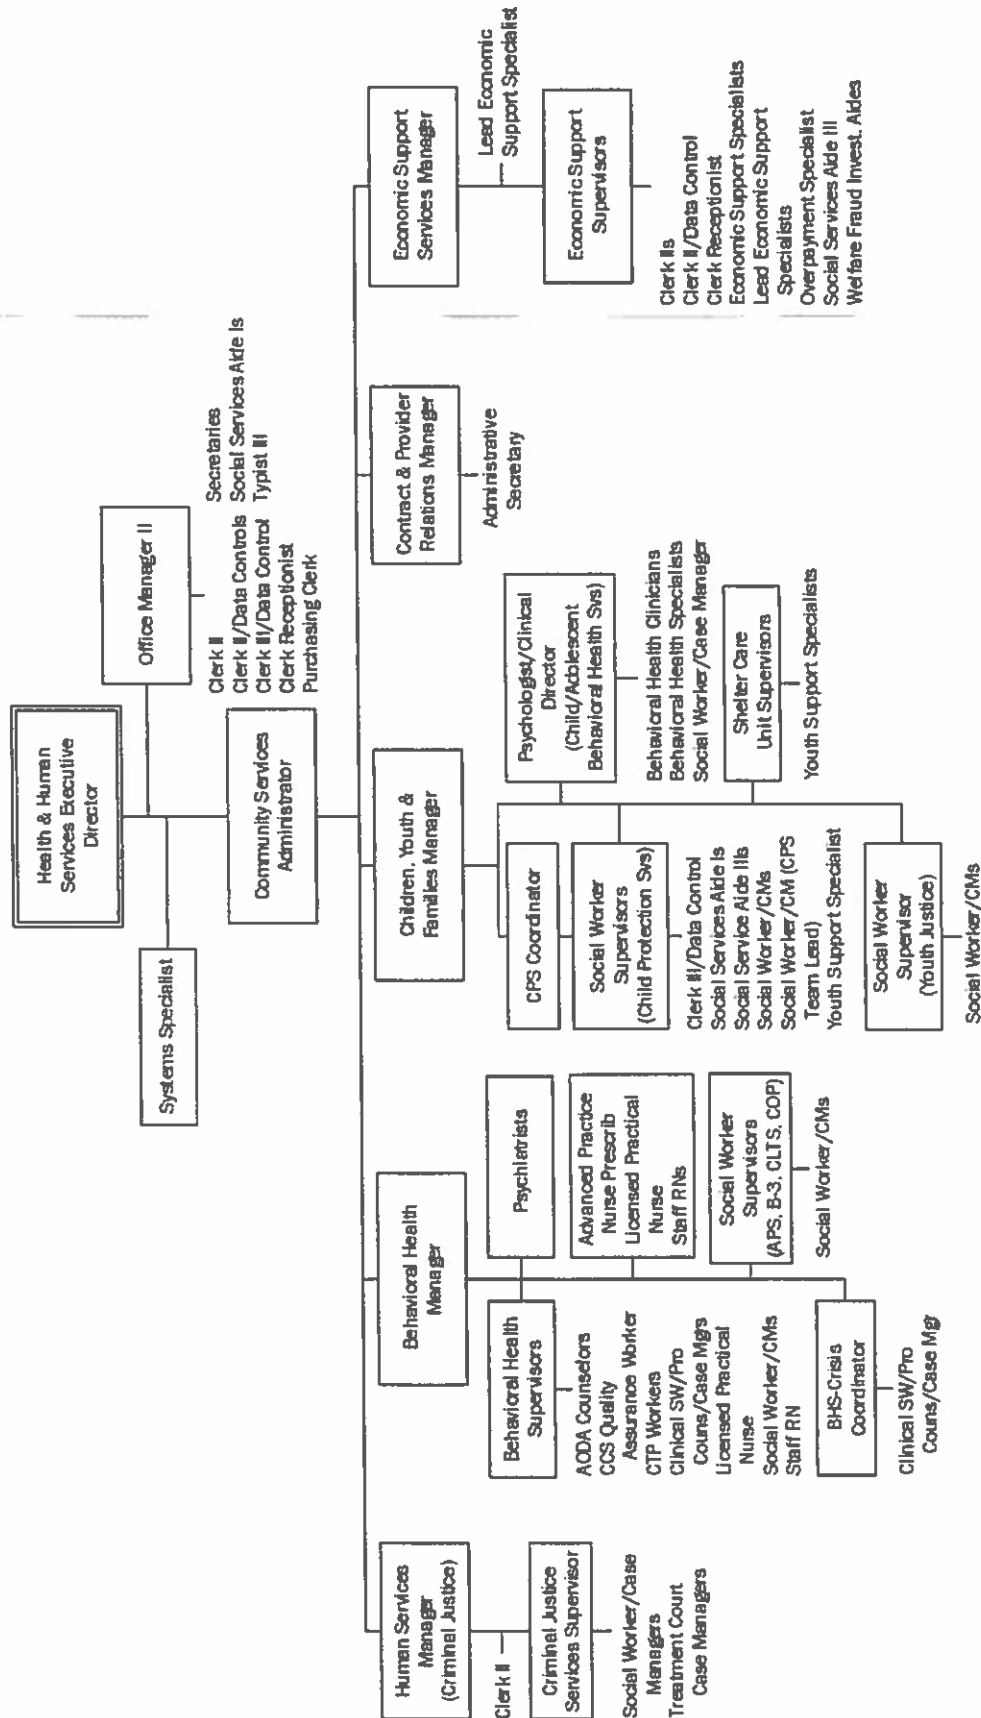 Health & Human
Services Executive
Director
Systems Specialist
Office Manager II
Clerk II
Clerk II/Data Controls
Clerk III/Data Control
Clerk Receptionist
Purchasing Clerk
Secretaries
Social Services Aide Is
Typist III
Community Services
Administrator
Human Services
Manager
(Criminal Justice)
Clerk II
Criminal Justice
Services Supervisor
Social Worker/Case
Managers
Treatment Court
Case Managers
Behavioral Health
Manager
Behavioral Health
Supervisors
AODA Counselors
CCS Quality
Assurance Worker
CTP Workers
Clinical SW/Pro
Couns/Case Mgrs
Licensed Practical
Nurse
Social Worker/CMs
Staff RN
Psychiatrists
Advanced Practice
Nurse Prescrib
Licensed Practical
Nurse
Staff RNs
Social Worker
Supervisors
(APS, B-3, CLTS, COP)
Social Worker/CMs
BHS-Crisis
Coordinator
Clinical SW/Pro
Couns/Case Mgr
Children, Youth &
Families Manager
CPS Coordinator
Social Worker
Supervisors
(Child Protection Svs)
Clerk III/Data Control
Social Services Aide Is
Social Service Aide IIIs
Social Worker/CMs
Social Worker/CM (CPS
Team Lead)
Youth Support Specialist
Social Worker
Supervisor
(Youth Justice)
Social Worker/CMs
Psychologist/Clinical
Director
(Child/Adolescent
Behavioral Health Svs)
Behavioral Health Clinicians
Behavioral Health Specialists
Social Worker/Case Manager
Shelter Care
Unit Supervisors
Youth Support Specialists
Contract & Provider
Relations Manager
Administrative
Secretary
Economic Support
Services Manager
Lead Economic
Support Specialist
Economic Support
Supervisors
Clerk IIs
Clerk II/Data Control
Clerk Receptionist
Economic Support Specialists
Lead Economic Support
Specialists
Overpayment Specialist
Social Services Aide III
Welfare Fraud Invest. Aides